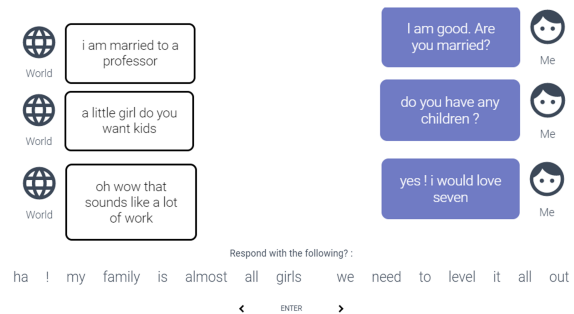 I am good. Are
you married?
Me
i am married to a
professor
World
do you have any
children ?
Me
a little girl do you
want kids
World
yes ! i would love
seven
Me
oh wow that
sounds like a lot
of work
World
Respond with the following? :
ha ! my family is almost all girls we need to level it all out
ENTER